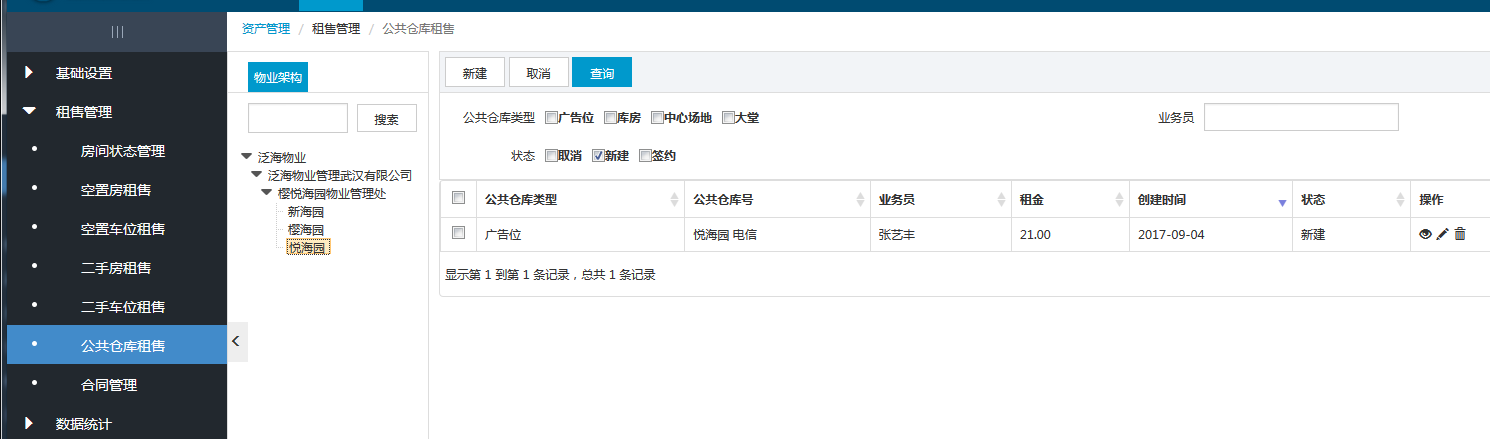 资产管理 / 租售管理 / 公共仓库租售
基础设置
租售管理
房间状态管理
空置房租售
空置车位租售
二手房租售
二手车位租售
公共仓库租售
合同管理
数据统计
物业架构
搜索
泛海物业
泛海物业管理武汉有限公司
樱悦海园物业管理处
新海园
樱海园
悦海园
新建 取消 查询
公共仓库类型 广告位 库房 中心场地 大堂 业务员
状态 取消 新建 签约
公共仓库类型 公共仓库号 业务员 租金 创建时间 状态 操作
广告位 悦海园 电信 张艺丰 21.00 2017-09-04 新建
显示第 1 到第 1 条记录，总共 1 条记录